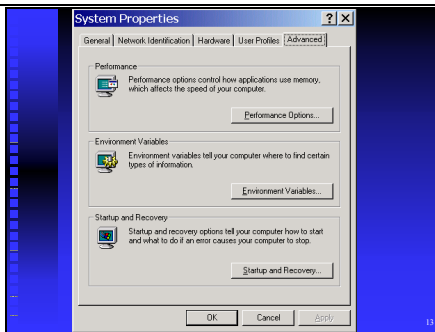 System Properties
General Network Identification Hardware User Profiles Advanced
Performance
Performance options control how applications use memory,
which affects the speed of your computer.
Performance Options...
Environment Variables
Environment variables tell your computer where to find certain
types of information.
Environment Variables...
Startup and Recovery
Startup and recovery options tell your computer how to start
and what to do if an error causes your computer to stop.
Startup and Recovery...
OK Cancel Apply
13